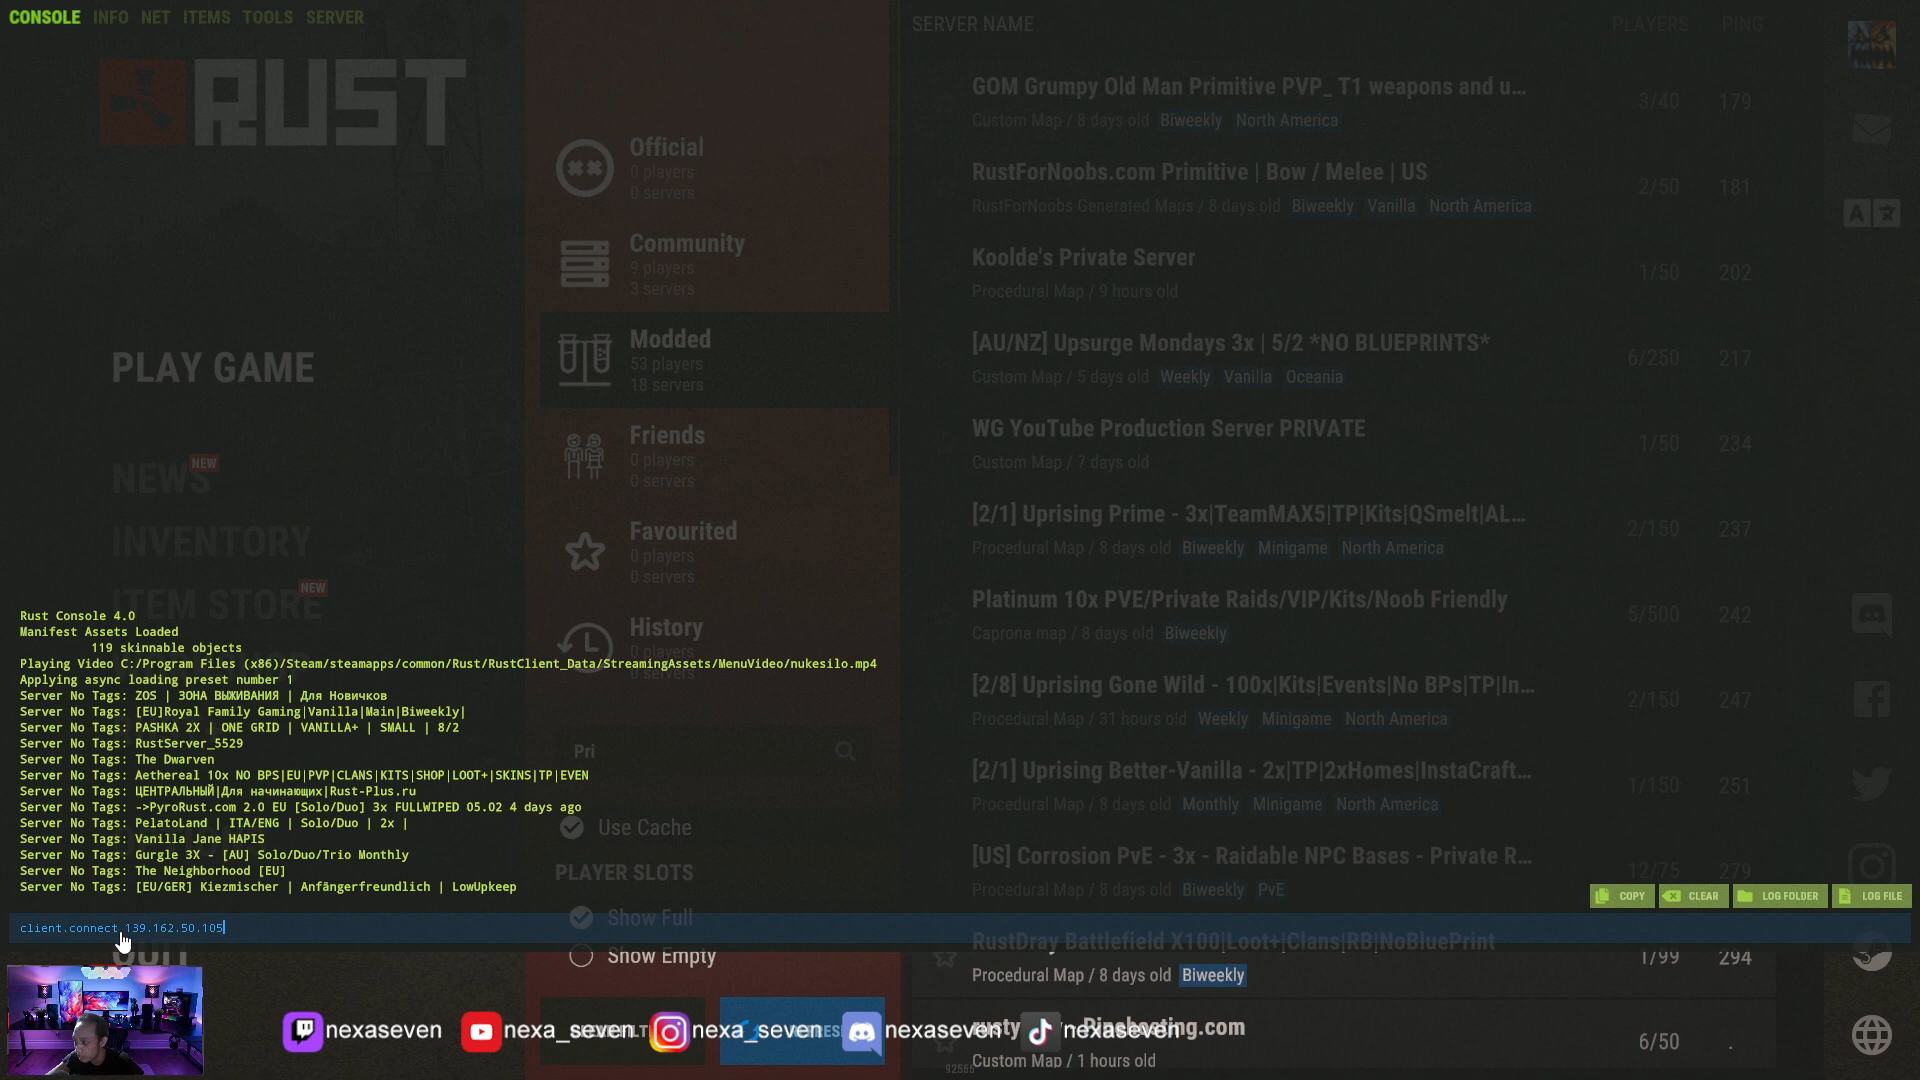 CONSOLE INFO NET ITEMS TOOLS SERVER
RUST
PLAY GAME
NEWS
NEW
INVENTORY
ITEM STORE
NEW
QUIT
Official
0 players
0 servers
Community
9 players
3 servers
Modded
53 players
18 servers
Friends
0 players
0 servers
Favourited
0 players
0 servers
History
0 players
0 servers
Pri
Use Cache
PLAYER SLOTS
Show Full
Show Empty
SERVER NAME PLAYERS PING
GOM Grumpy Old Man Primitive PVP_ T1 weapons and u... 3/40 179
Custom Map / 8 days old Biweekly North America
RustForNoobs.com Primitive | Bow / Melee | US 2/50 181
RustForNoobs Generated Maps / 8 days old Biweekly Vanilla North America
Koolde's Private Server 1/50 202
Procedural Map / 9 hours old
[AU/NZ] Upsurge Mondays 3x | 5/2 *NO BLUEPRINTS* 6/250 217
Custom Map / 5 days old Weekly Vanilla Oceania
WG YouTube Production Server PRIVATE 1/50 234
Custom Map / 7 days old
[2/1] Uprising Prime - 3x|TeamMAX5|TP|Kits|QSmelt|AL... 2/150 237
Procedural Map / 8 days old Biweekly Minigame North America
Platinum 10x PVE/Private Raids/VIP/Kits/Noob Friendly 5/500 242
Caprona map / 8 days old Biweekly
[2/8] Uprising Gone Wild - 100x|Kits|Events|No BPs|TP|In... 2/150 247
Procedural Map / 31 hours old Weekly Minigame North America
[2/1] Uprising Better-Vanilla - 2x|TP|2xHomes|InstaCraft... 1/150 251
Procedural Map / 8 days old Monthly Minigame North America
[US] Corrosion PvE - 3x - Raidable NPC Bases - Private R... 12/75 279
Procedural Map / 8 days old Biweekly PvE
RustDray Battlefield X100|Loot+|Clans|RB|NoBluePrint 1/99 294
Procedural Map / 8 days old Biweekly
rusty - Pinehosting.com 6/50 .
Custom Map / 1 hours old
92566
Rust Console 4.0
Manifest Assets Loaded
119 skinnable objects
Playing Video C:/Program Files (x86)/Steam/steamapps/common/Rust/RustClient_Data/StreamingAssets/MenuVideo/nukesilo.mp4
Applying async loading preset number 1
Server No Tags: ZOS | ЗОНА ВЫЖИВАНИЯ | Для Новичков
Server No Tags: [EU]Royal Family Gaming|Vanilla|Main|Biweekly|
Server No Tags: PASHKA 2X | ONE GRID | VANILLA+ | SMALL | 8/2
Server No Tags: RustServer_5529
Server No Tags: The Dwarven
Server No Tags: Aethereal 10x NO BPS|EU|PVP|CLANS|KITS|SHOP|LOOT+|SKINS|TP|EVEN
Server No Tags: ЦЕНТРАЛЬНЫЙ|Для начинающих|Rust-Plus.ru
Server No Tags: ->PyroRust.com 2.0 EU [Solo/Duo] 3x FULLWIPED 05.02 4 days ago
Server No Tags: PelatoLand | ITA/ENG | Solo/Duo | 2x |
Server No Tags: Vanilla Jane HAPIS
Server No Tags: Gurgle 3X - [AU] Solo/Duo/Trio Monthly
Server No Tags: The Neighborhood [EU]
Server No Tags: [EU/GER] Kiezmischer | Anfängerfreundlich | LowUpkeep
COPY CLEAR LOG FOLDER LOG FILE
client.connect 139.162.50.105
nexaseven nexa_seven nexa_seven nexaseven nexaseven